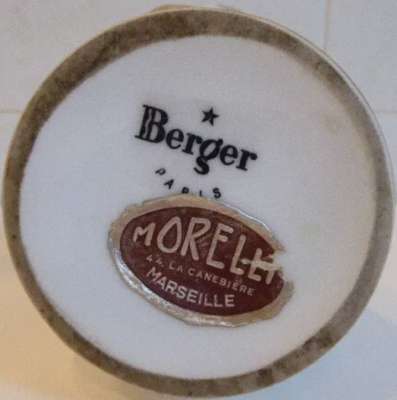 Berger
PARIS
MORELLI
44 LA CANEBIÈRE
MARSEILLE